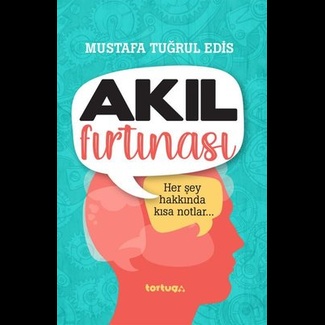 MUSTAFA TUĞRUL EDİS
AKIL
fırtınası
Her şey
hakkında
kısa notlar...
tortuga